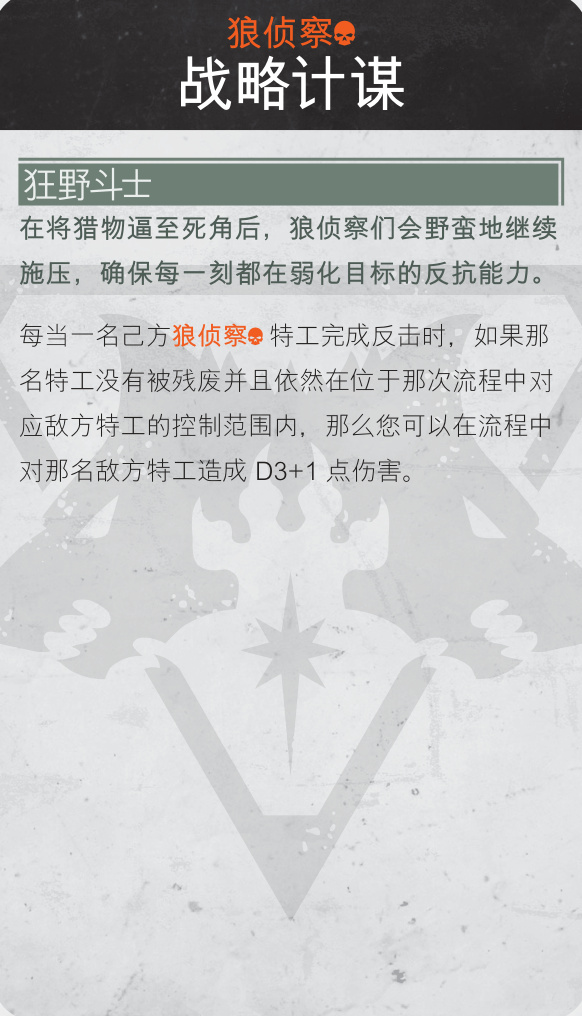 狼侦察
战略计谋
狂野斗士
在将猎物逼至死角后，狼侦察们会野蛮地继续
施压，确保每一刻都在弱化目标的反抗能力。
每当一名己方狼侦察 特工完成反击时，如果那
名特工没有被残废并且依然在位于那次流程中对
应敌方特工的控制范围内，那么您可以在流程中
对那名敌方特工造成 D3+1 点伤害。